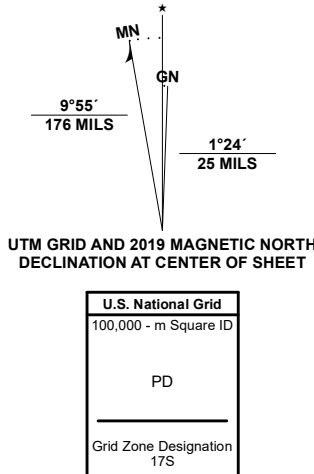 ★
MN
GN
9°55´
176 MILS
1°24´
25 MILS
UTM GRID AND 2019 MAGNETIC NORTH
DECLINATION AT CENTER OF SHEET
U.S. National Grid
100,000 - m Square ID
PD
Grid Zone Designation
17S